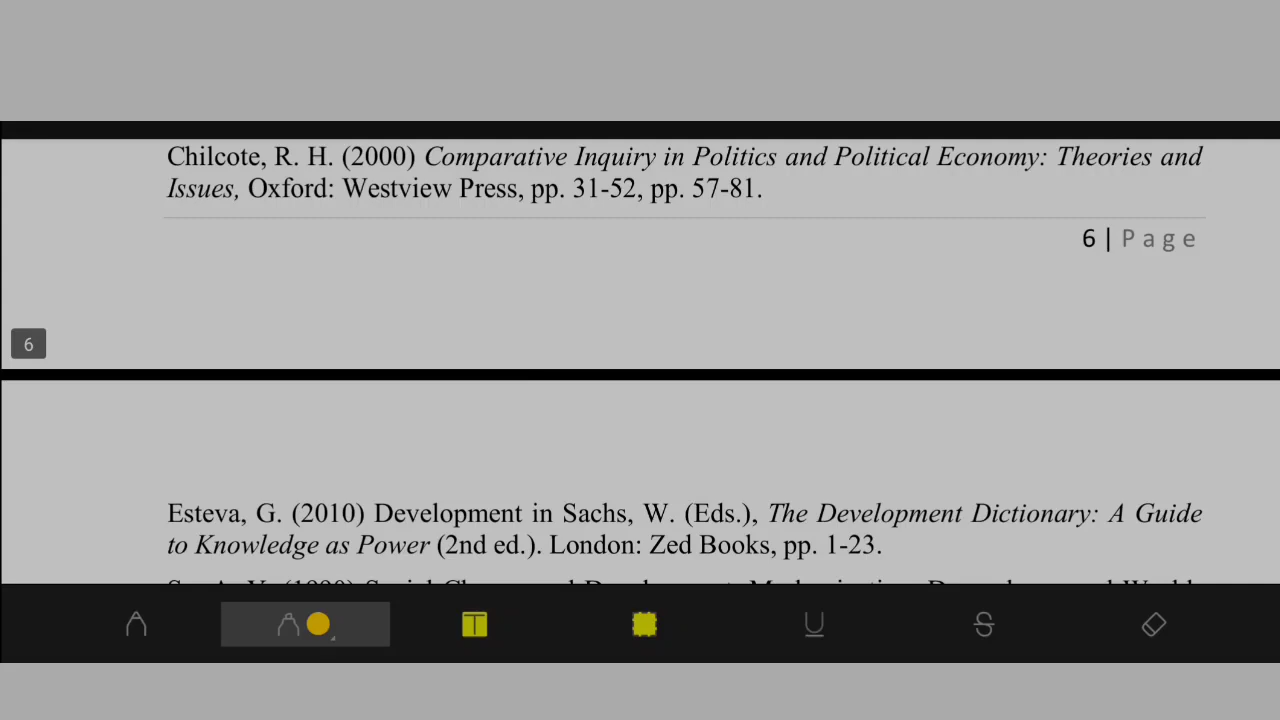 Chilcote, R. H. (2000) Comparative Inquiry in Politics and Political Economy: Theories and
Issues, Oxford: Westview Press, pp. 31-52, pp. 57-81.
6 | Page
6
Esteva, G. (2010) Development in Sachs, W. (Eds.), The Development Dictionary: A Guide
to Knowledge as Power (2nd ed.). London: Zed Books, pp. 1-23.